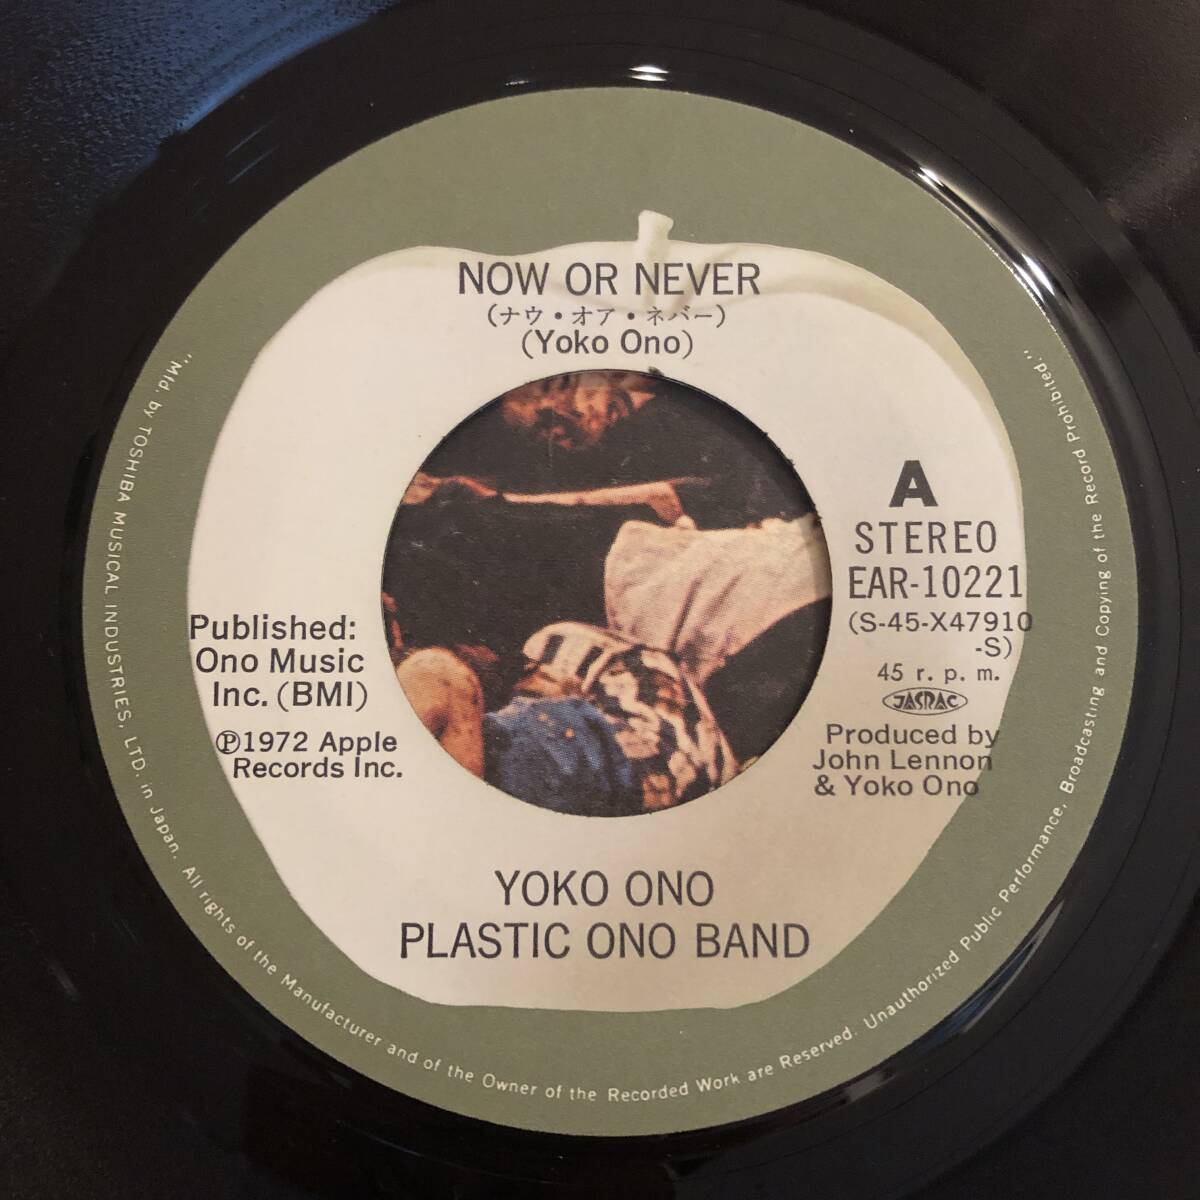 NOW OR NEVER
(ナウ・オア・ネバー)
(Yoko Ono)
A
STEREO
EAR-10221
(S-45-X47910
-S)
45 r. p. m.
JASRAC
Produced by
John Lennon
& Yoko Ono
Published:
Ono Music
Inc. (BMI)
Ⓟ1972 Apple
Records Inc.
YOKO ONO
PLASTIC ONO BAND
"Mfd. by TOSHIBA MUSICAL INDUSTRIES, LTD. in Japan. All rights of the Manufacturer and of the Owner of the Recorded Work are Reserved. Unauthorized Public Performance, Broadcasting and Copying of the Record Prohibited."